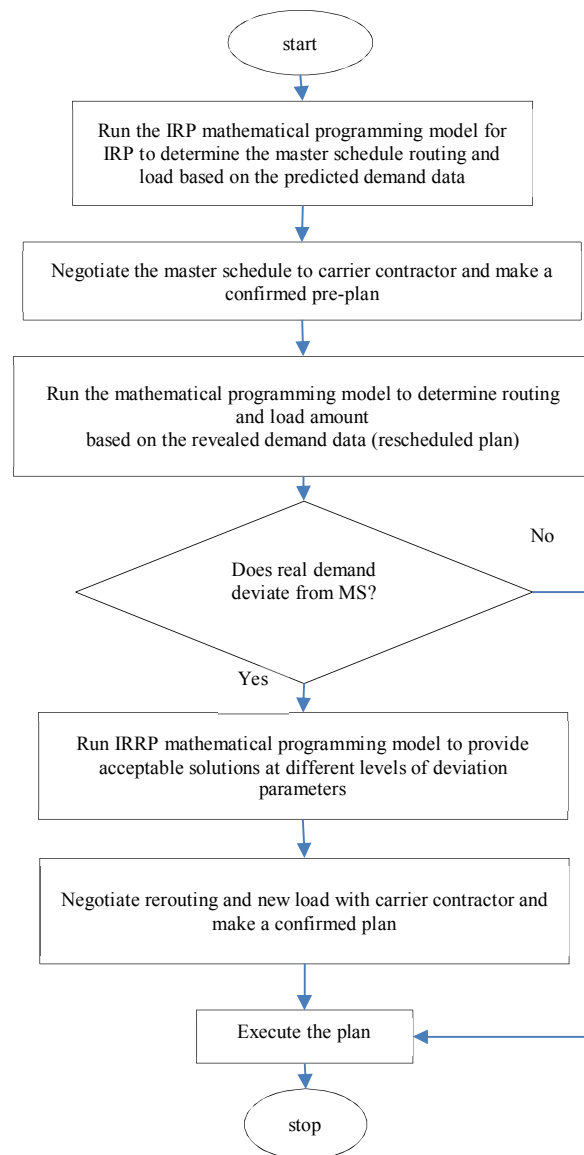 start
Run the IRP mathematical programming model for
IRP to determine the master schedule routing and
load based on the predicted demand data
Negotiate the master schedule to carrier contractor and make a
confirmed pre-plan
Run the mathematical programming model to determine routing
and load amount
based on the revealed demand data (rescheduled plan)
No
Does real demand
deviate from MS?
Yes
Run IRRP mathematical programming model to provide
acceptable solutions at different levels of deviation
parameters
Negotiate rerouting and new load with carrier contractor and
make a confirmed plan
Execute the plan
stop